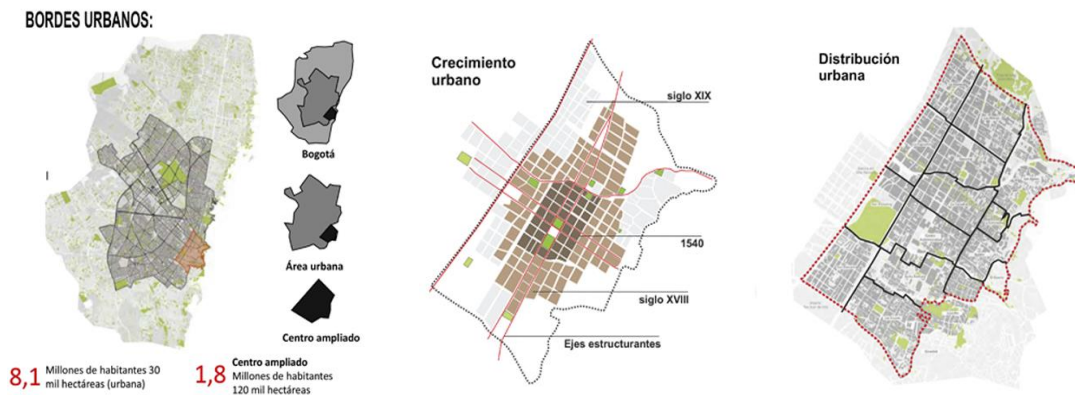 BORDES URBANOS:
Bogotá
Área urbana
Centro ampliado
8,1 Millones de habitantes 30
mil hectáreas (urbana)
1,8 Centro ampliado
Millones de habitantes
120 mil hectáreas
Crecimiento
urbano
siglo XIX
1540
siglo XVIII
Ejes estructurantes
Distribución
urbana